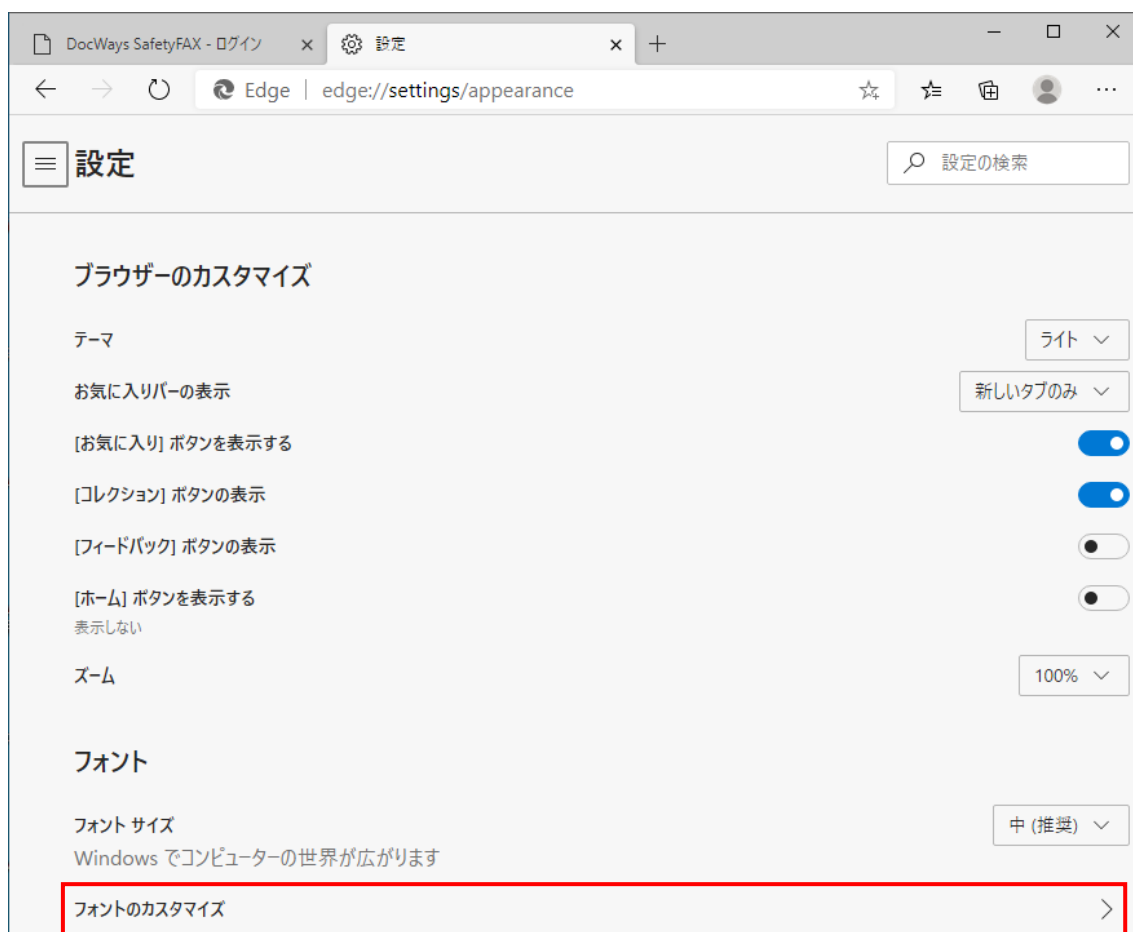 DocWays SafetyFAX - ログイン
設定
Edge | edge://settings/appearance
設定
設定の検索
ブラウザーのカスタマイズ
テーマ
ライト
お気に入りバーの表示
新しいタブのみ
[お気に入り] ボタンを表示する
[コレクション] ボタンの表示
[フィードバック] ボタンの表示
[ホーム] ボタンを表示する
表示しない
ズーム
100%
フォント
フォント サイズ
中 (推奨)
Windows でコンピューターの世界が広がります
フォントのカスタマイズ